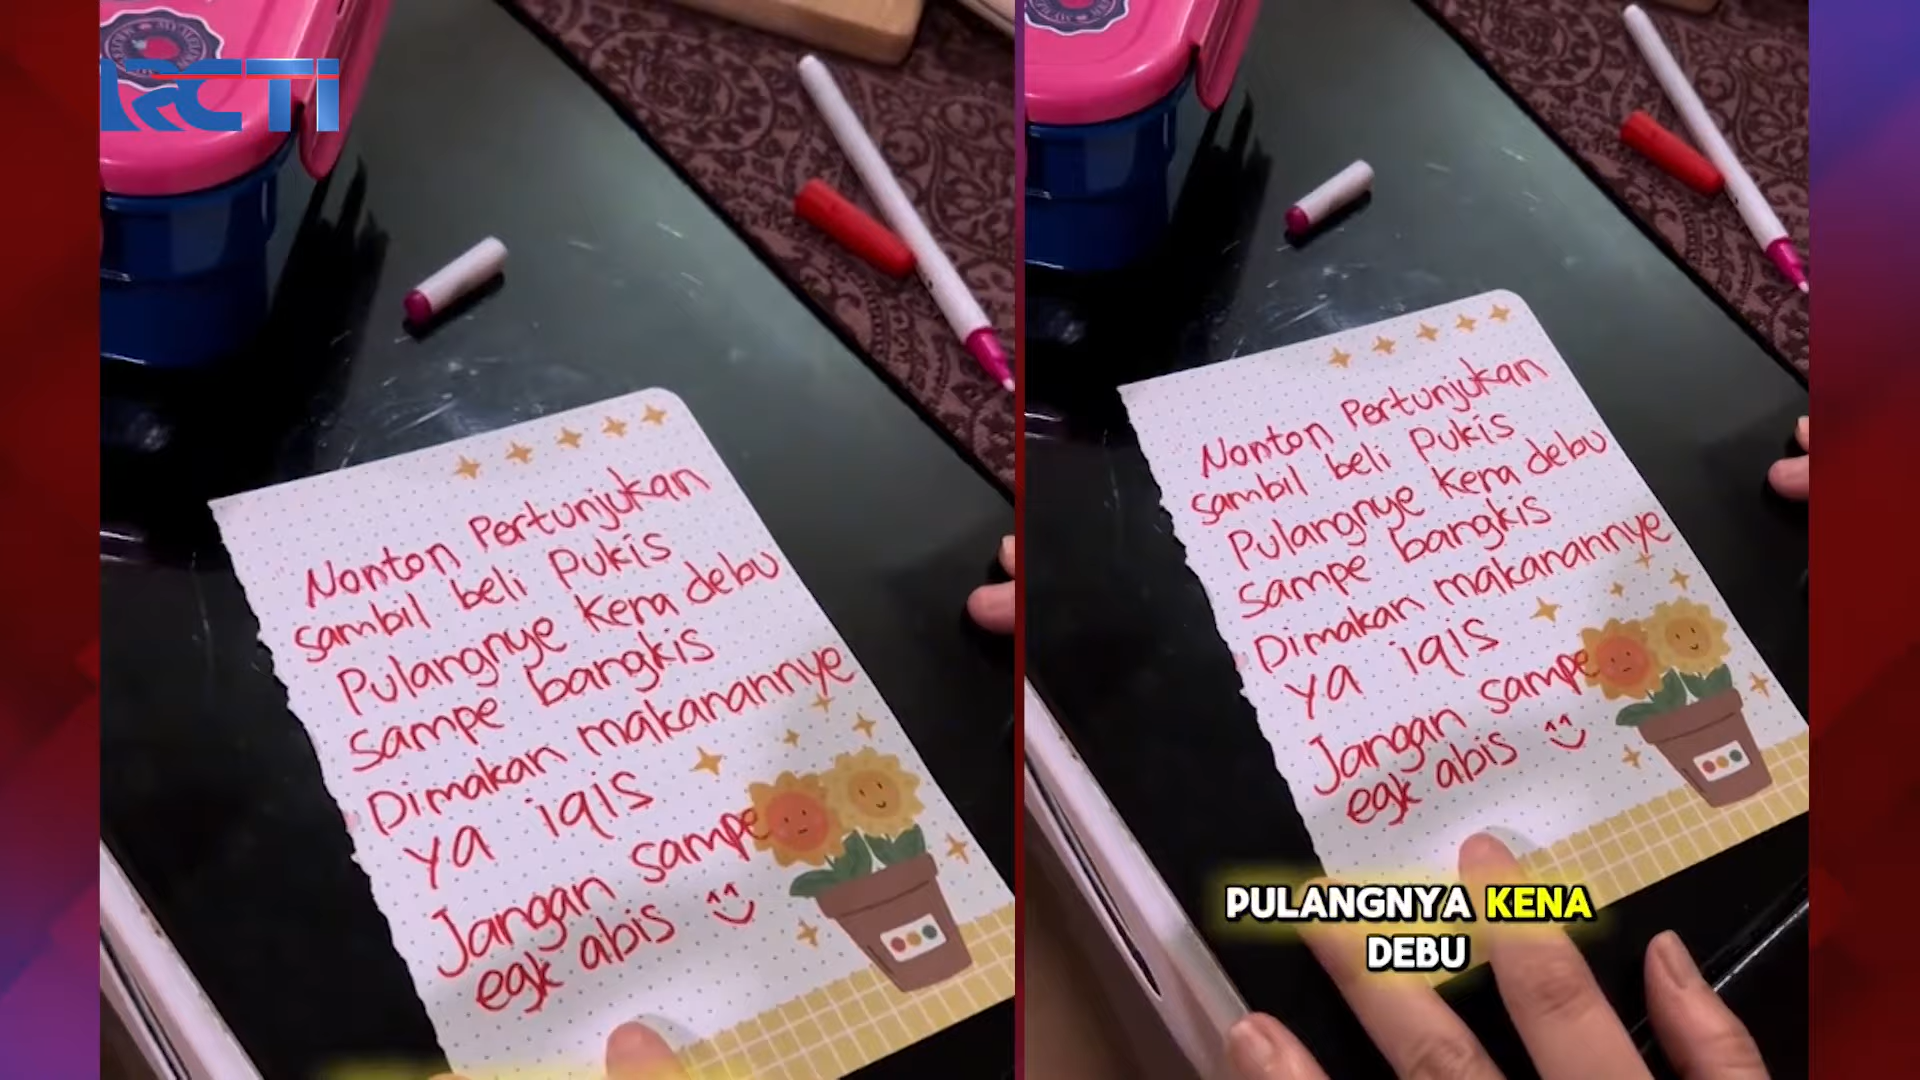 RCTI
Nonton Pertunjukan
sambil beli Pukis
Pulangnye Kena debu
sampe bangkis
Dimakan makanannye
ya iqis
Jangan sampe
egk abis
Nonton Pertunjukan
sambil beli Pukis
Pulangnye Kena debu
sampe bangkis
Dimakan makanannye
ya iqis
Jangan sampe
egk abis
PULANGNYA KENA
DEBU